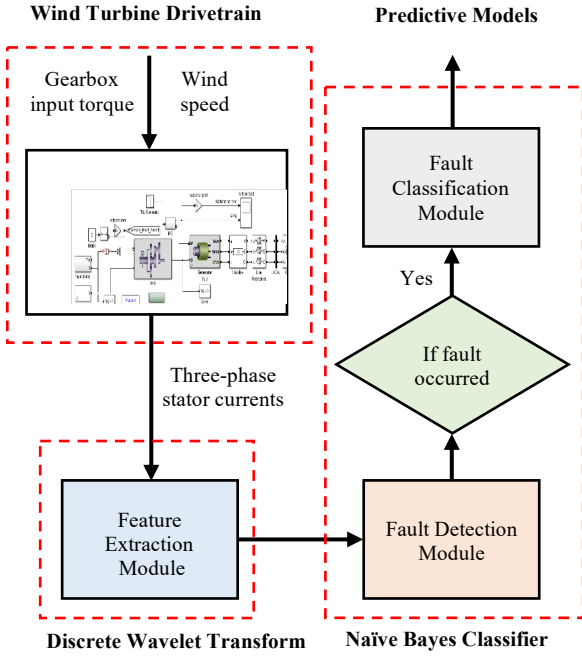 Wind Turbine Drivetrain
Gearbox
input torque
Wind
speed
Three-phase
stator currents
Feature
Extraction
Module
Discrete Wavelet Transform
Predictive Models
Fault
Classification
Module
Yes
If fault
occurred
Fault Detection
Module
Naïve Bayes Classifier